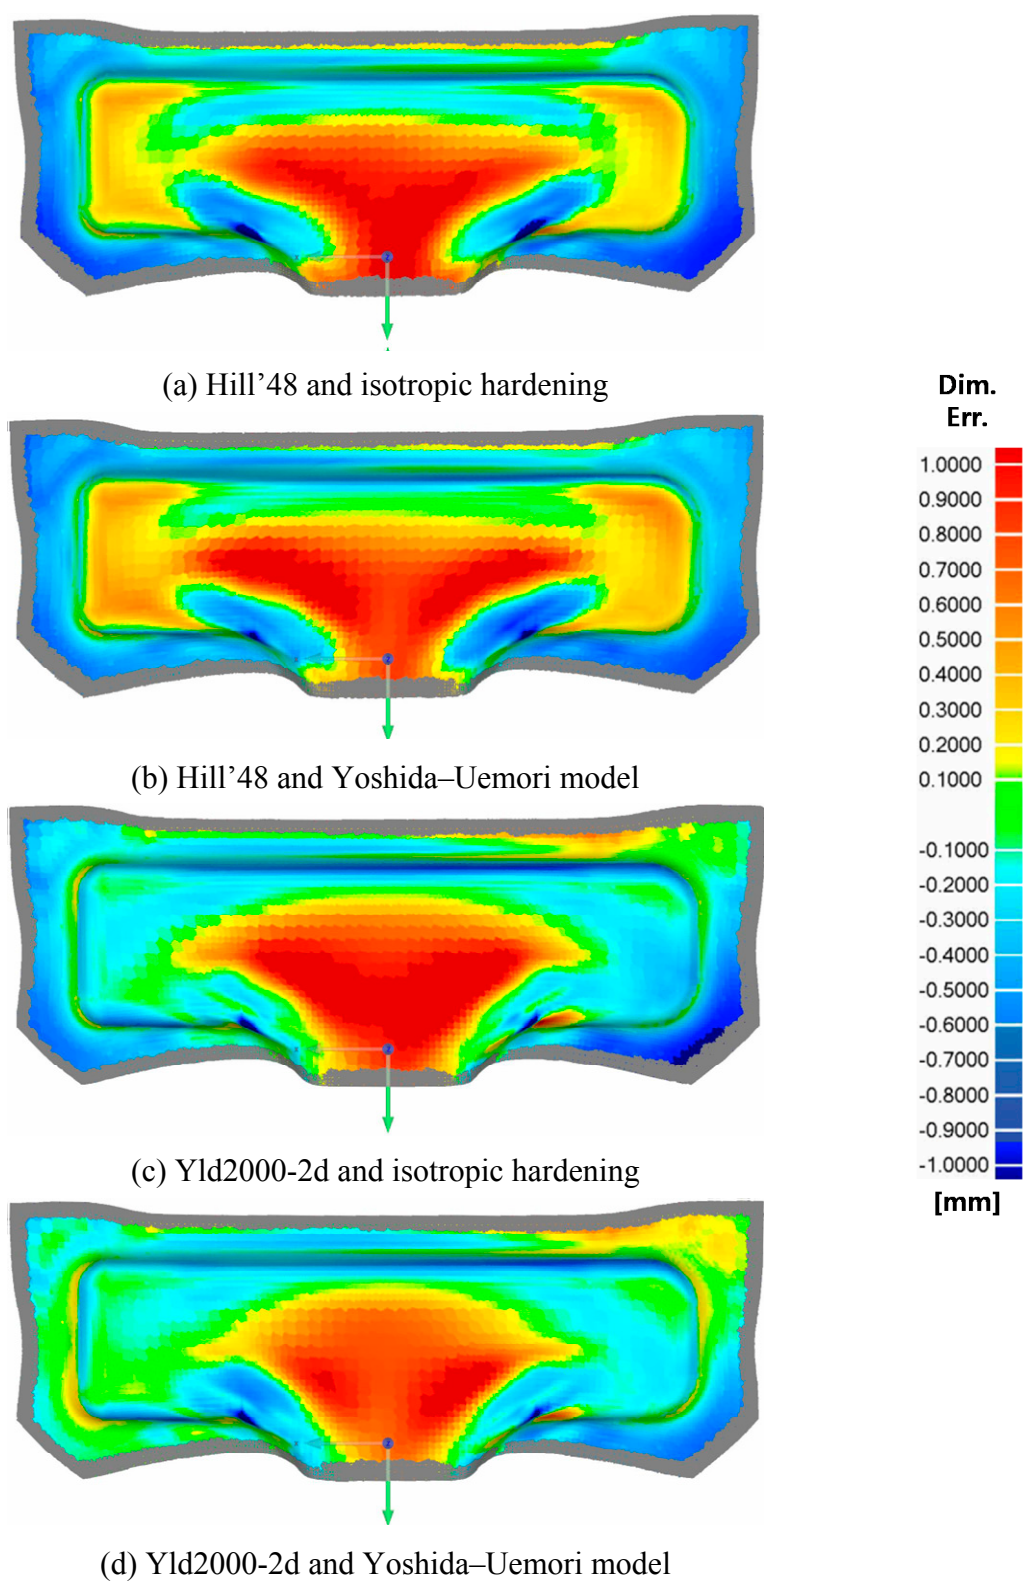 (a) Hill’48 and isotropic hardening
Dim.
Err.
1.0000
0.9000
0.8000
0.7000
0.6000
0.5000
0.4000
0.3000
0.2000
0.1000
-0.1000
-0.2000
-0.3000
-0.4000
-0.5000
-0.6000
-0.7000
-0.8000
-0.9000
-1.0000
[mm]
(b) Hill’48 and Yoshida–Uemori model
(c) Yld2000-2d and isotropic hardening
(d) Yld2000-2d and Yoshida–Uemori model